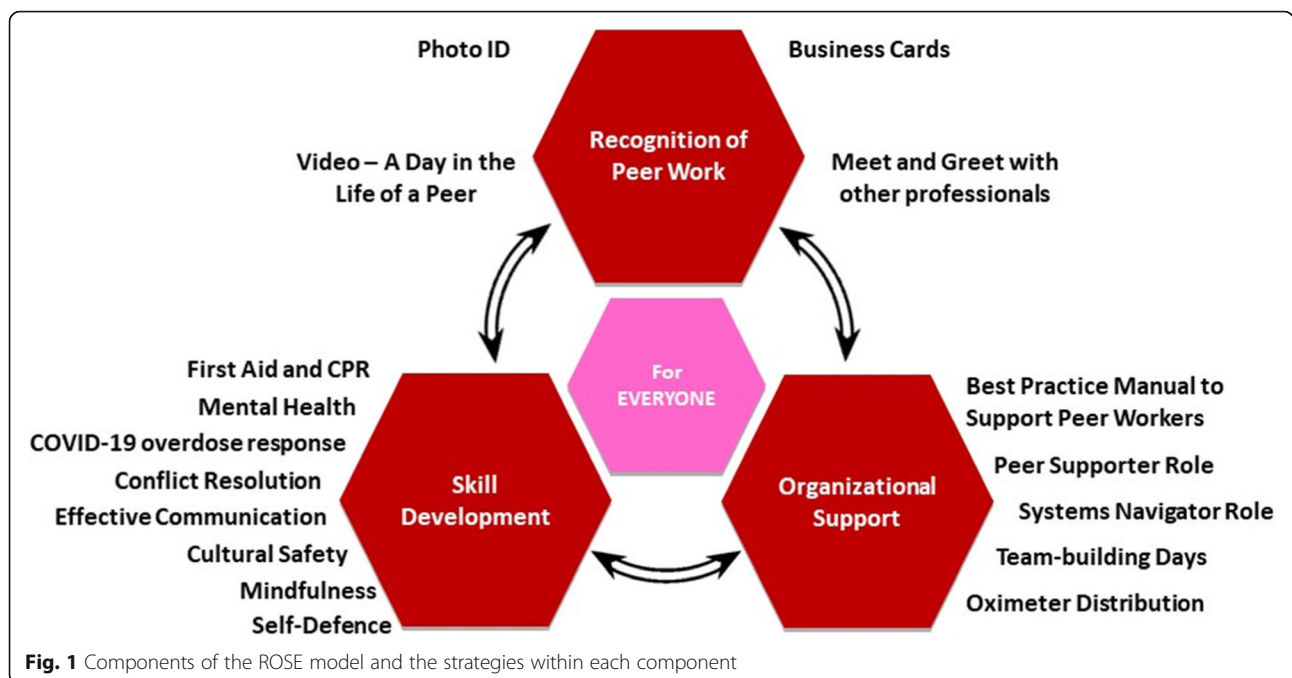 Photo ID
Business Cards
Recognition of
Peer Work
Video – A Day in the
Life of a Peer
Meet and Greet with
other professionals
For
EVERYONE
First Aid and CPR
Mental Health
COVID-19 overdose response
Conflict Resolution
Effective Communication
Cultural Safety
Mindfulness
Self-Defence
Skill
Development
Organizational
Support
Best Practice Manual to
Support Peer Workers
Peer Supporter Role
Systems Navigator Role
Team-building Days
Oximeter Distribution
Fig. 1 Components of the ROSE model and the strategies within each component